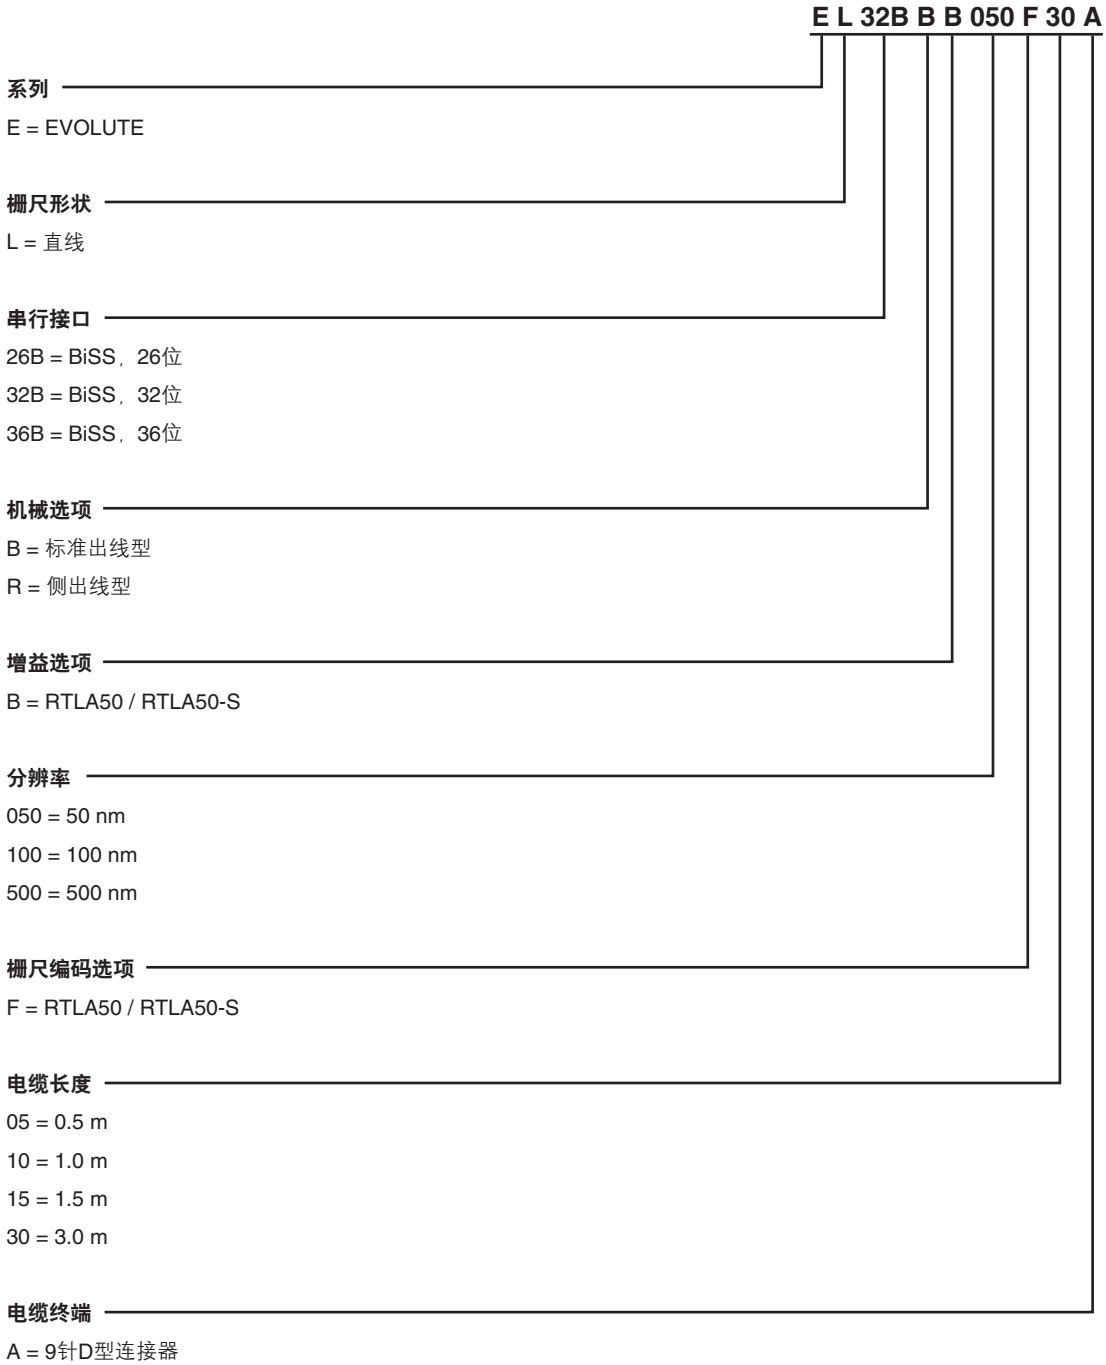 E L 32B B B 050 F 30 A
系列
E = EVOLUTE
栅尺形状
L = 直线
串行接口
26B = BiSS，26位
32B = BiSS，32位
36B = BiSS，36位
机械选项
B = 标准出线型
R = 侧出线型
增益选项
B = RTLA50 / RTLA50-S
分辨率
050 = 50 nm
100 = 100 nm
500 = 500 nm
栅尺编码选项
F = RTLA50 / RTLA50-S
电缆长度
05 = 0.5 m
10 = 1.0 m
15 = 1.5 m
30 = 3.0 m
电缆终端
A = 9针D型连接器